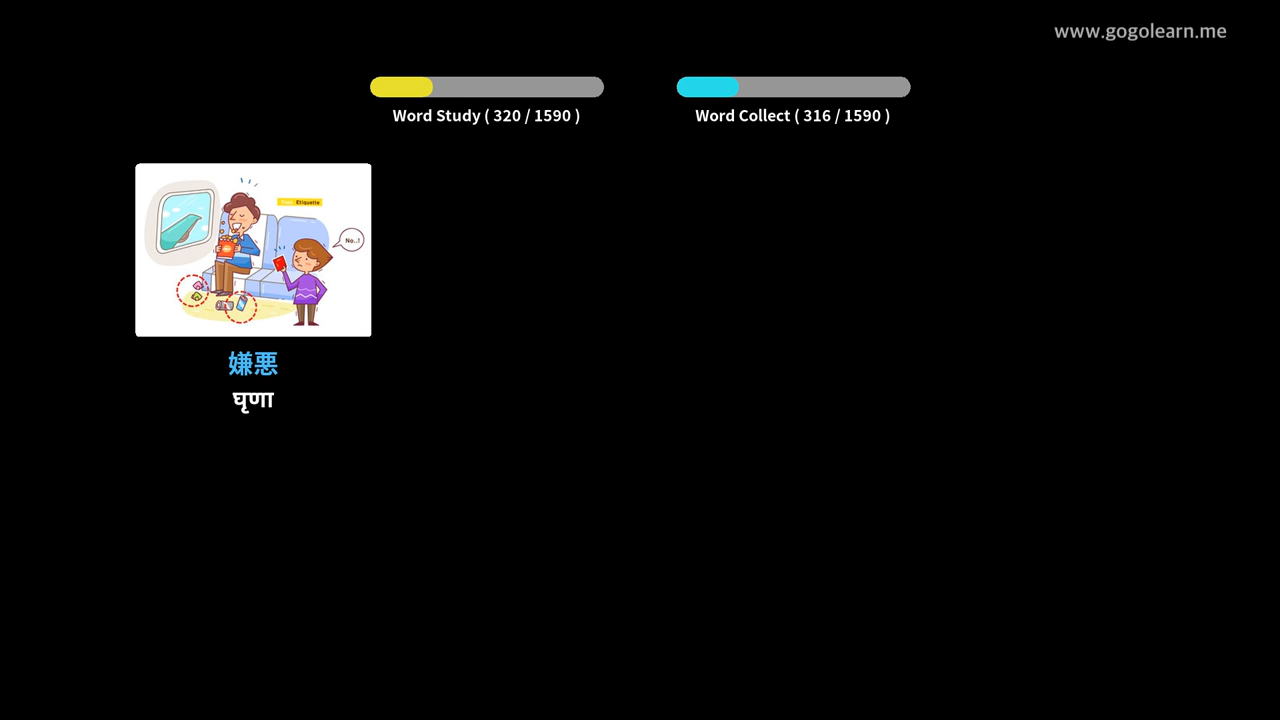 www.gogolearn.me
Word Study ( 320 / 1590 )
Word Collect ( 316 / 1590 )
Etiquette
No..!
嫌悪
घृणा